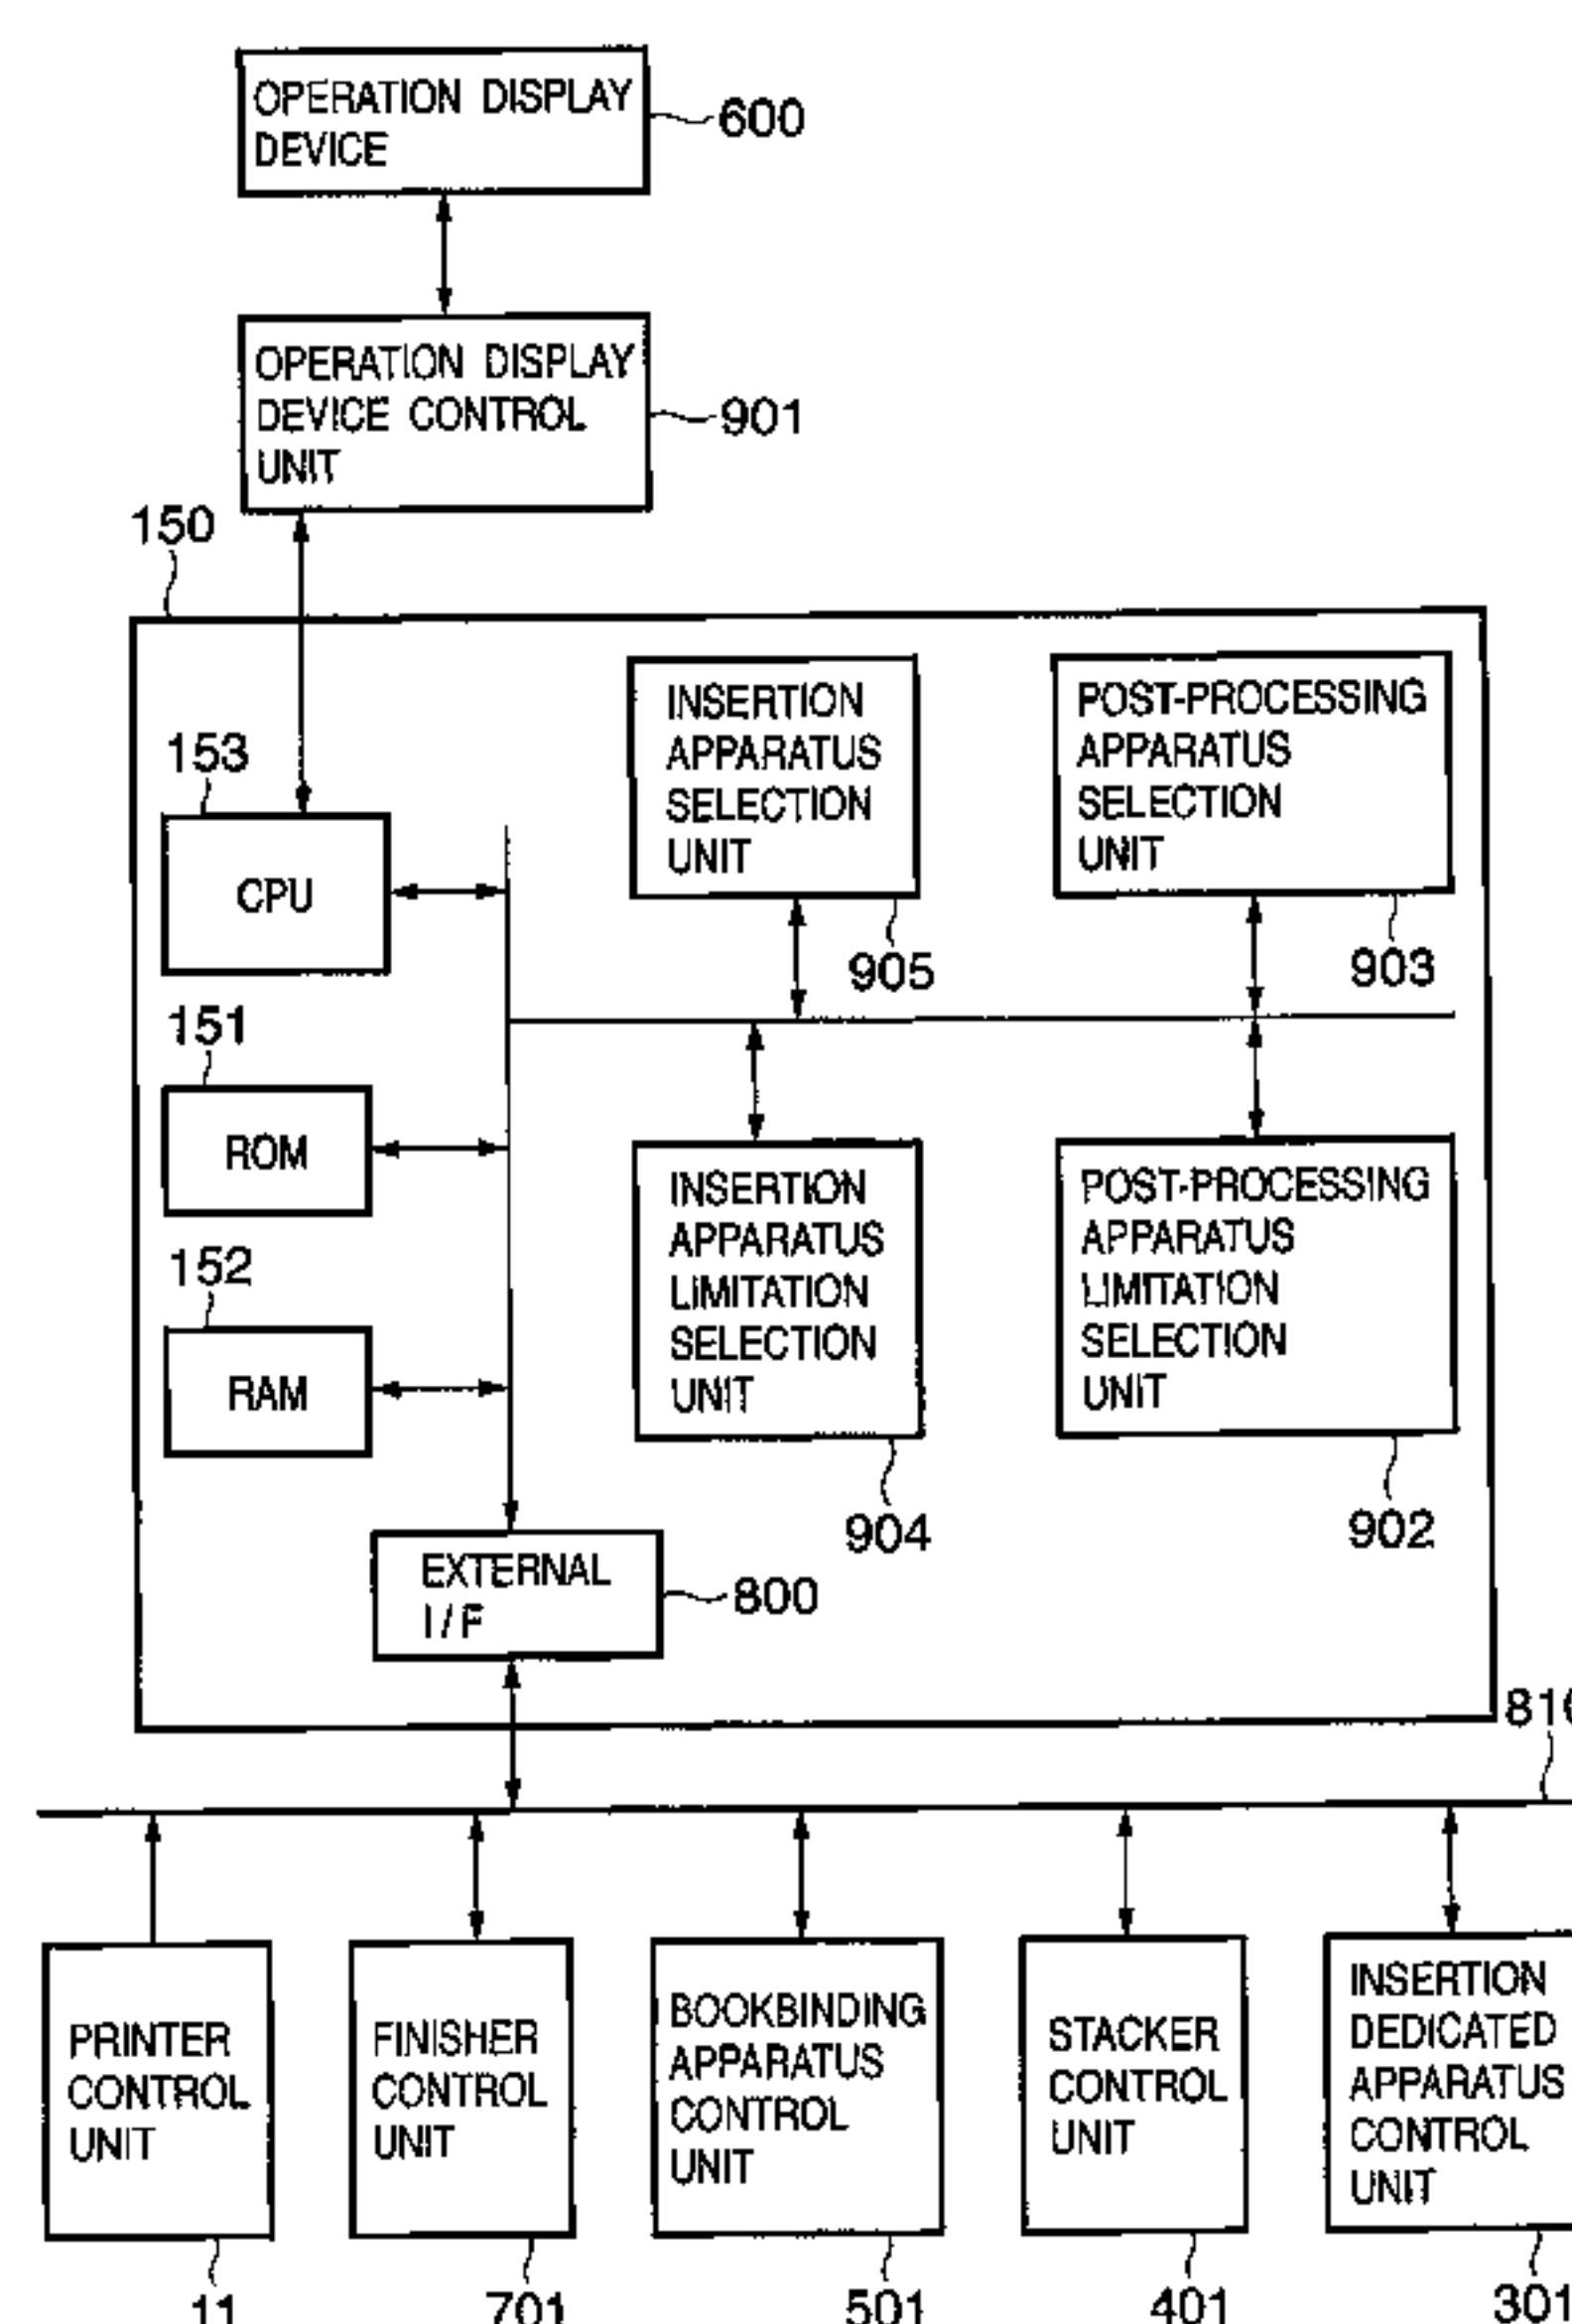 OPERATION DISPLAY
DEVICE
600
OPERATION DISPLAY
DEVICE CONTROL
UNIT
901
150
INSERTION
APPARATUS
SELECTION
UNIT
905
POST-PROCESSING
APPARATUS
SELECTION
UNIT
903
153
CPU
151
ROM
152
RAM
INSERTION
APPARATUS
LIMITATION
SELECTION
UNIT
904
POST-PROCESSING
APPARATUS
LIMITATION
SELECTION
UNIT
902
EXTERNAL
I/F
800
810
PRINTER
CONTROL
UNIT
11
FINISHER
CONTROL
UNIT
701
BOOKBINDING
APPARATUS
CONTROL
UNIT
501
STACKER
CONTROL
UNIT
401
INSERTION
DEDICATED
APPARATUS
CONTROL
UNIT
301